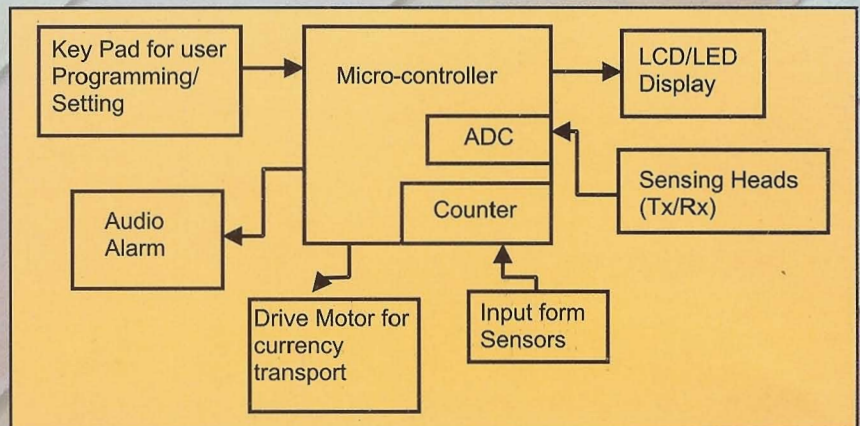 Key Pad for user
Programming/
Setting
Micro-controller
LCD/LED
Display
ADC
Sensing Heads
(Tx/Rx)
Counter
Audio
Alarm
Drive Motor for
currency
transport
Input form
Sensors